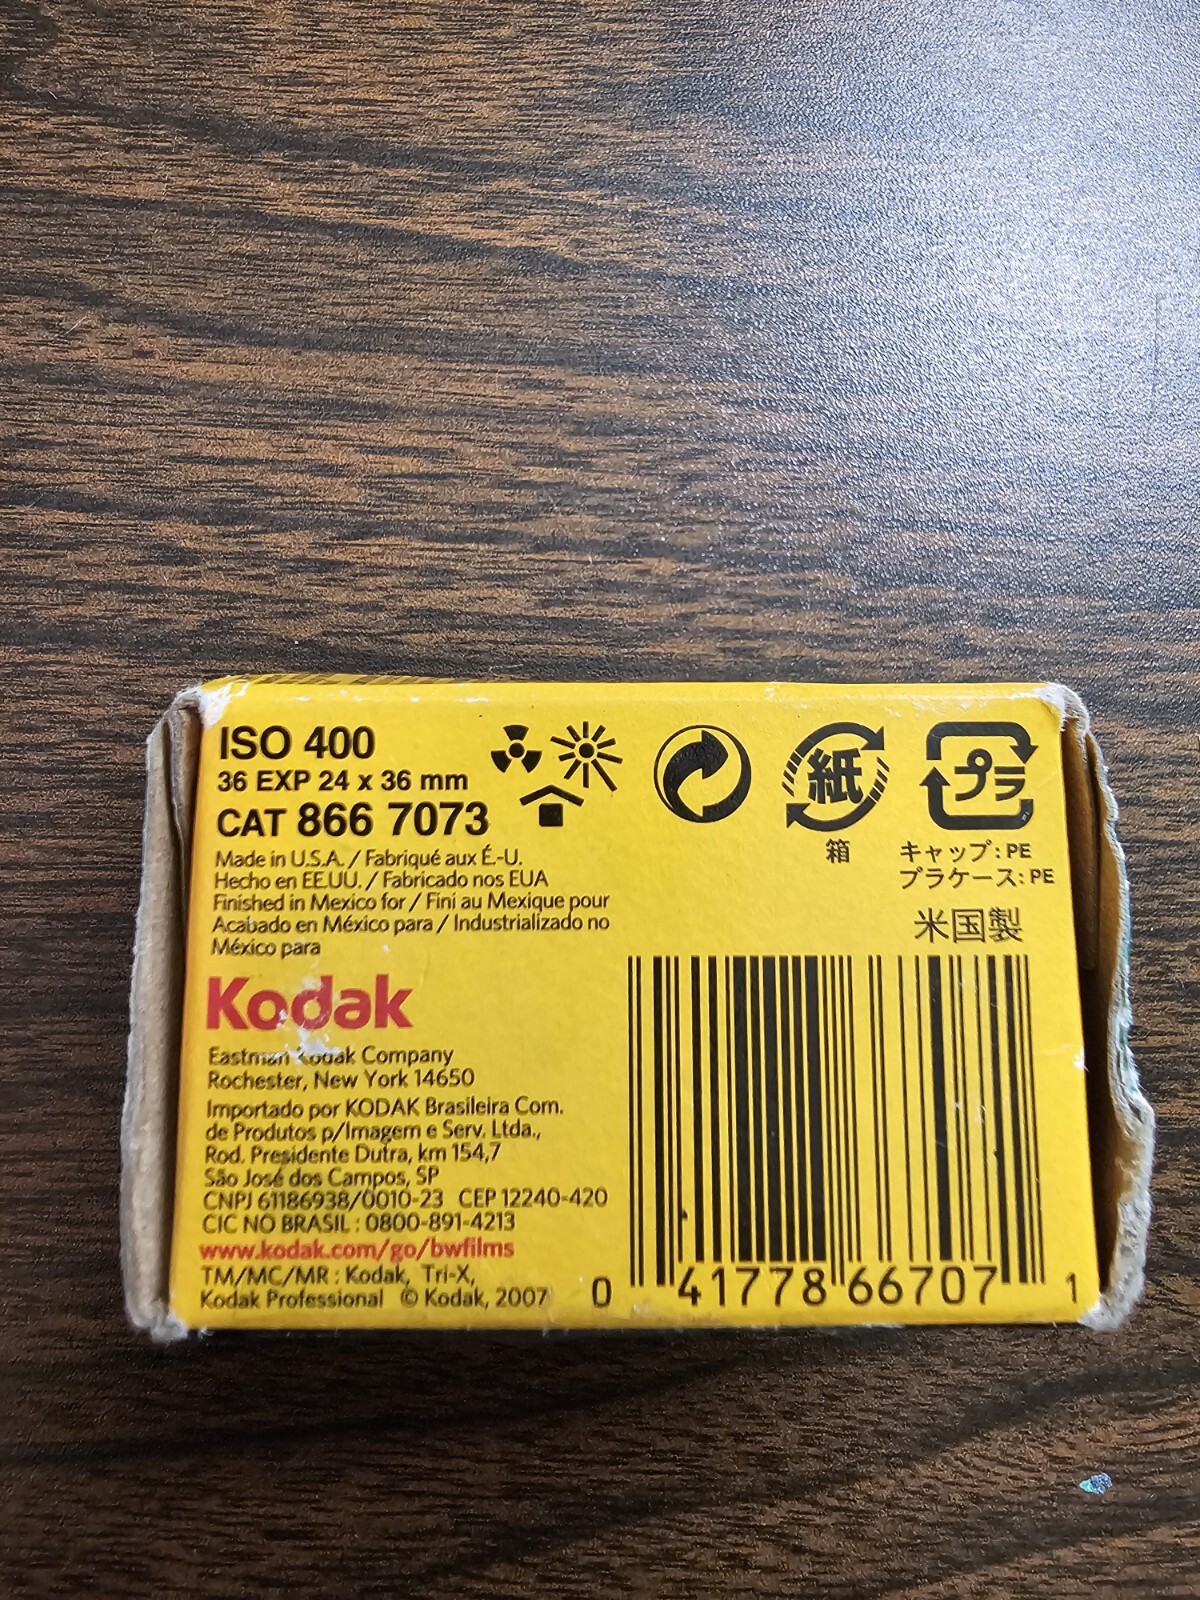 ISO 400
36 EXP 24 x 36 mm
CAT 866 7073
Made in U.S.A. / Fabriqué aux É.-U.
Hecho en EE.UU. / Fabricado nos EUA
Finished in Mexico for / Fini au Mexique pour
Acabado en México para / Industrializado no
México para
Kodak
Eastman Kodak Company
Rochester, New York 14650
Importado por KODAK Brasileira Com.
de Produtos p/Imagem e Serv. Ltda.,
Rod. Presidente Dutra, km 154,7
São José dos Campos, SP
CNPJ 61186938/0010-23 CEP 12240-420
CIC NO BRASIL : 0800-891-4213
www.kodak.com/go/bwfilms
TM/MC/MR : Kodak, Tri-X,
Kodak Professional © Kodak, 2007
紙
箱
プラ
キャップ : PE
プラケース : PE
米国製
0 41778 66707 1